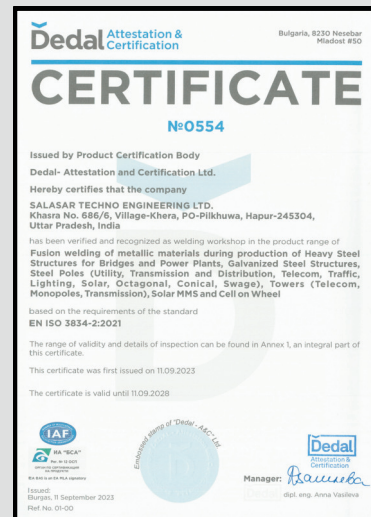 Dedal Attestation &
Certification
Bulgaria, 8230 Nesebar
Mladost #50
CERTIFICATE
№0554
Issued by Product Certification Body
Dedal- Attestation and Certification Ltd.
Hereby certifies that the company
SALASAR TECHNO ENGINEERING LTD.
Khasra No. 686/6, Village-Khera, PO-Pilkhuwa, Hapur-245304,
Uttar Pradesh, India
has been verified and recognized as welding workshop in the product range of
Fusion welding of metallic materials during production of Heavy Steel
Structures for Bridges and Power Plants, Galvanized Steel Structures,
Steel Poles (Utility, Transmission and Distribution, Telecom, Traffic,
Lighting, Solar, Octagonal, Conical, Swage), Towers (Telecom,
Monopoles, Transmission), Solar MMS and Cell on Wheel
based on the requirements of the standard
EN ISO 3834-2:2021
The range of validity and details of inspection can be found in Annex 1, an integral part of
this certificate.
This certificate was first issued on 11.09.2023
The certificate is valid until 11.09.2028
IAF
ИА "БСА"
Embossed stamp of "Dedal - A&C" Ltd
Dedal
Attestation &
Certification
Manager:
dipl. eng. Anna Vasileva
Issued:
Burgas, 11 September 2023
Ref. No. 01-00